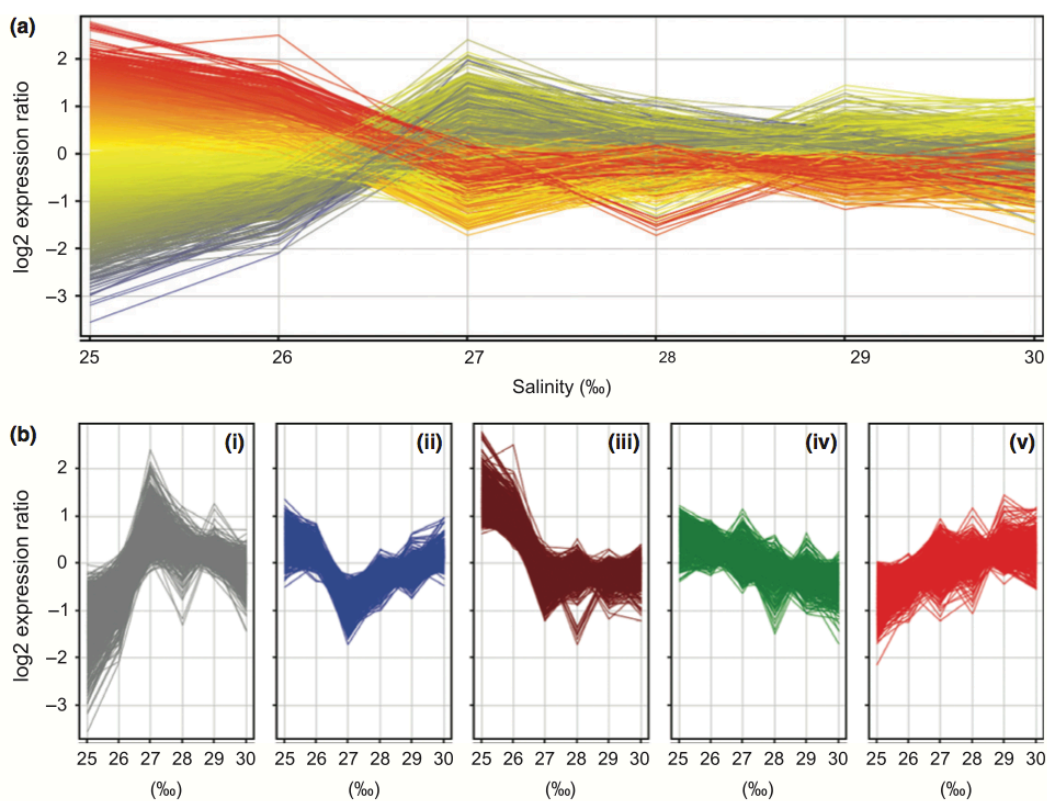 (a)
log2 expression ratio
2
1
0
–1
–2
–3
25 26 27 28 29 30
Salinity (‰)
(b)
log2 expression ratio
2
1
0
–1
–2
–3
(i) (ii) (iii) (iv) (v)
25 26 27 28 29 30 25 26 27 28 29 30 25 26 27 28 29 30 25 26 27 28 29 30 25 26 27 28 29 30
(‰) (‰) (‰) (‰) (‰)